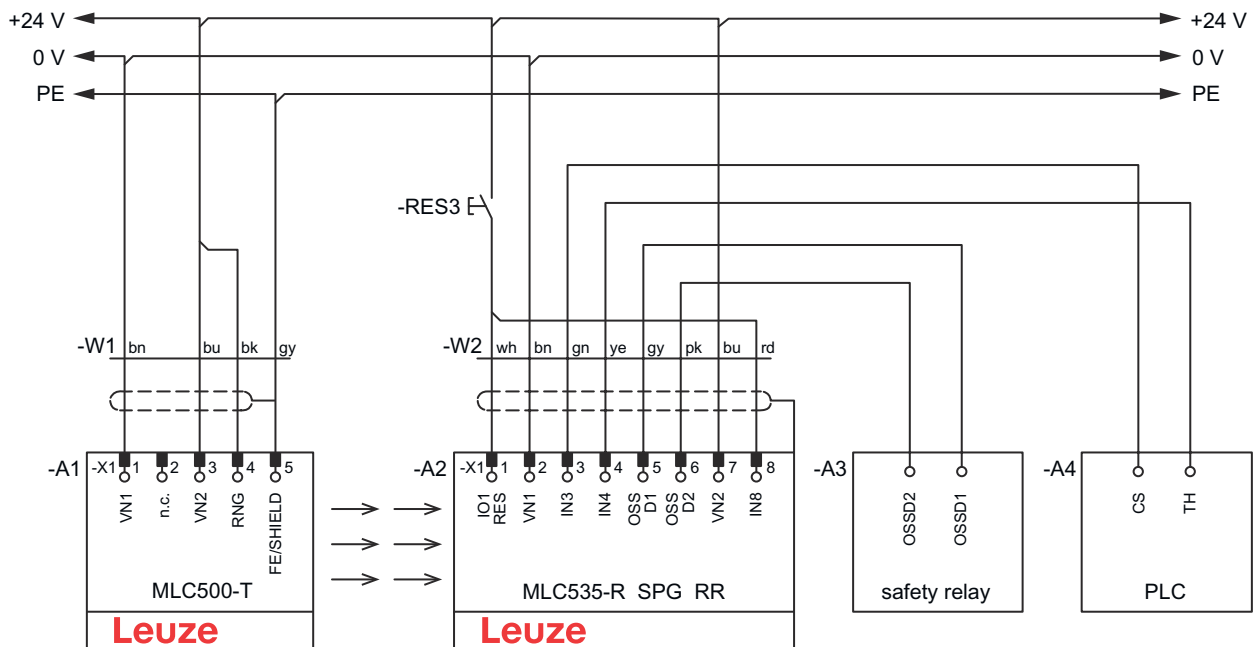 +24 V
+24 V
0 V
0 V
PE
PE
-RES3
-W1
bn
bu
bk
gy
-W2
wh
bn
gn
ye
gy
pk
bu
rd
-A1
-X1
1
2
3
4
5
VN1
n.c.
VN2
RNG
FE/SHIELD
MLC500-T
Leuze
-A2
-X1
1
2
3
4
5
6
7
8
IO1
RES
VN1
IN3
IN4
OSS
D1
OSS
D2
VN2
IN8
MLC535-R SPG RR
Leuze
-A3
OSSD2
OSSD1
safety relay
-A4
CS
TH
PLC